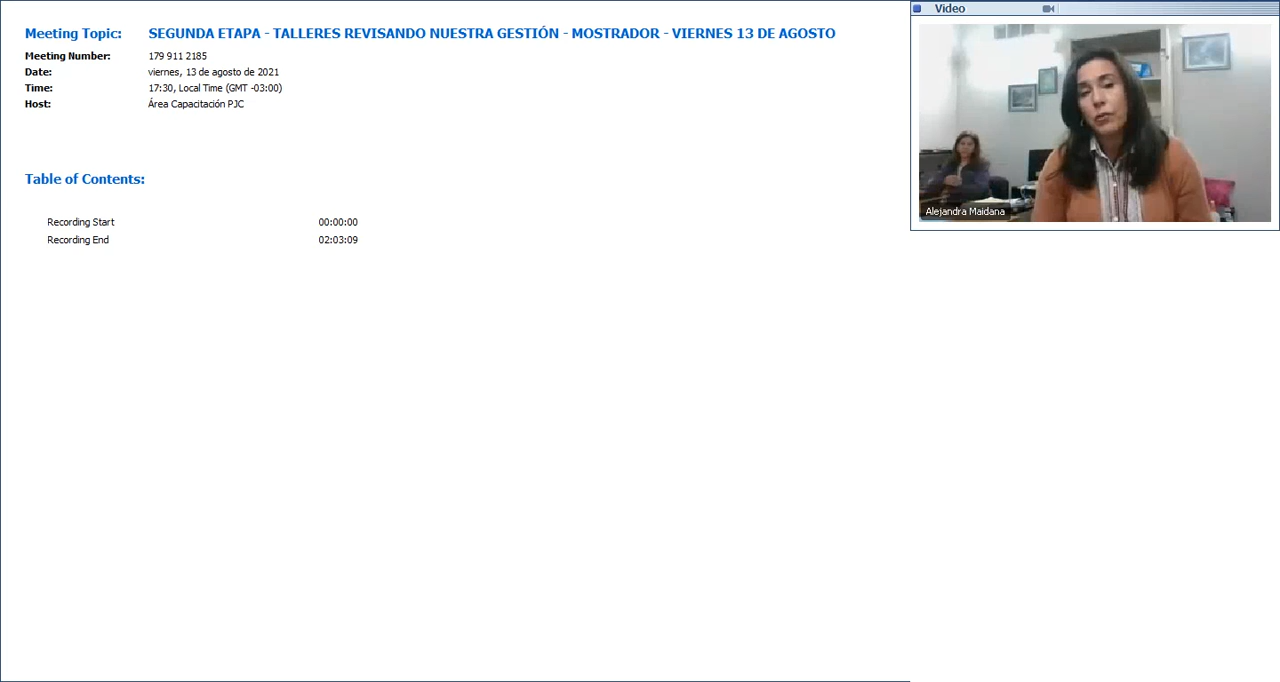 Meeting Topic: SEGUNDA ETAPA - TALLERES REVISANDO NUESTRA GESTIÓN - MOSTRADOR - VIERNES 13 DE AGOSTO
Meeting Number: 179 911 2185
Date: viernes, 13 de agosto de 2021
Time: 17:30, Local Time (GMT -03:00)
Host: Área Capacitación PJC
Table of Contents:
Recording Start 00:00:00
Recording End 02:03:09
Video
Alejandra Maidana